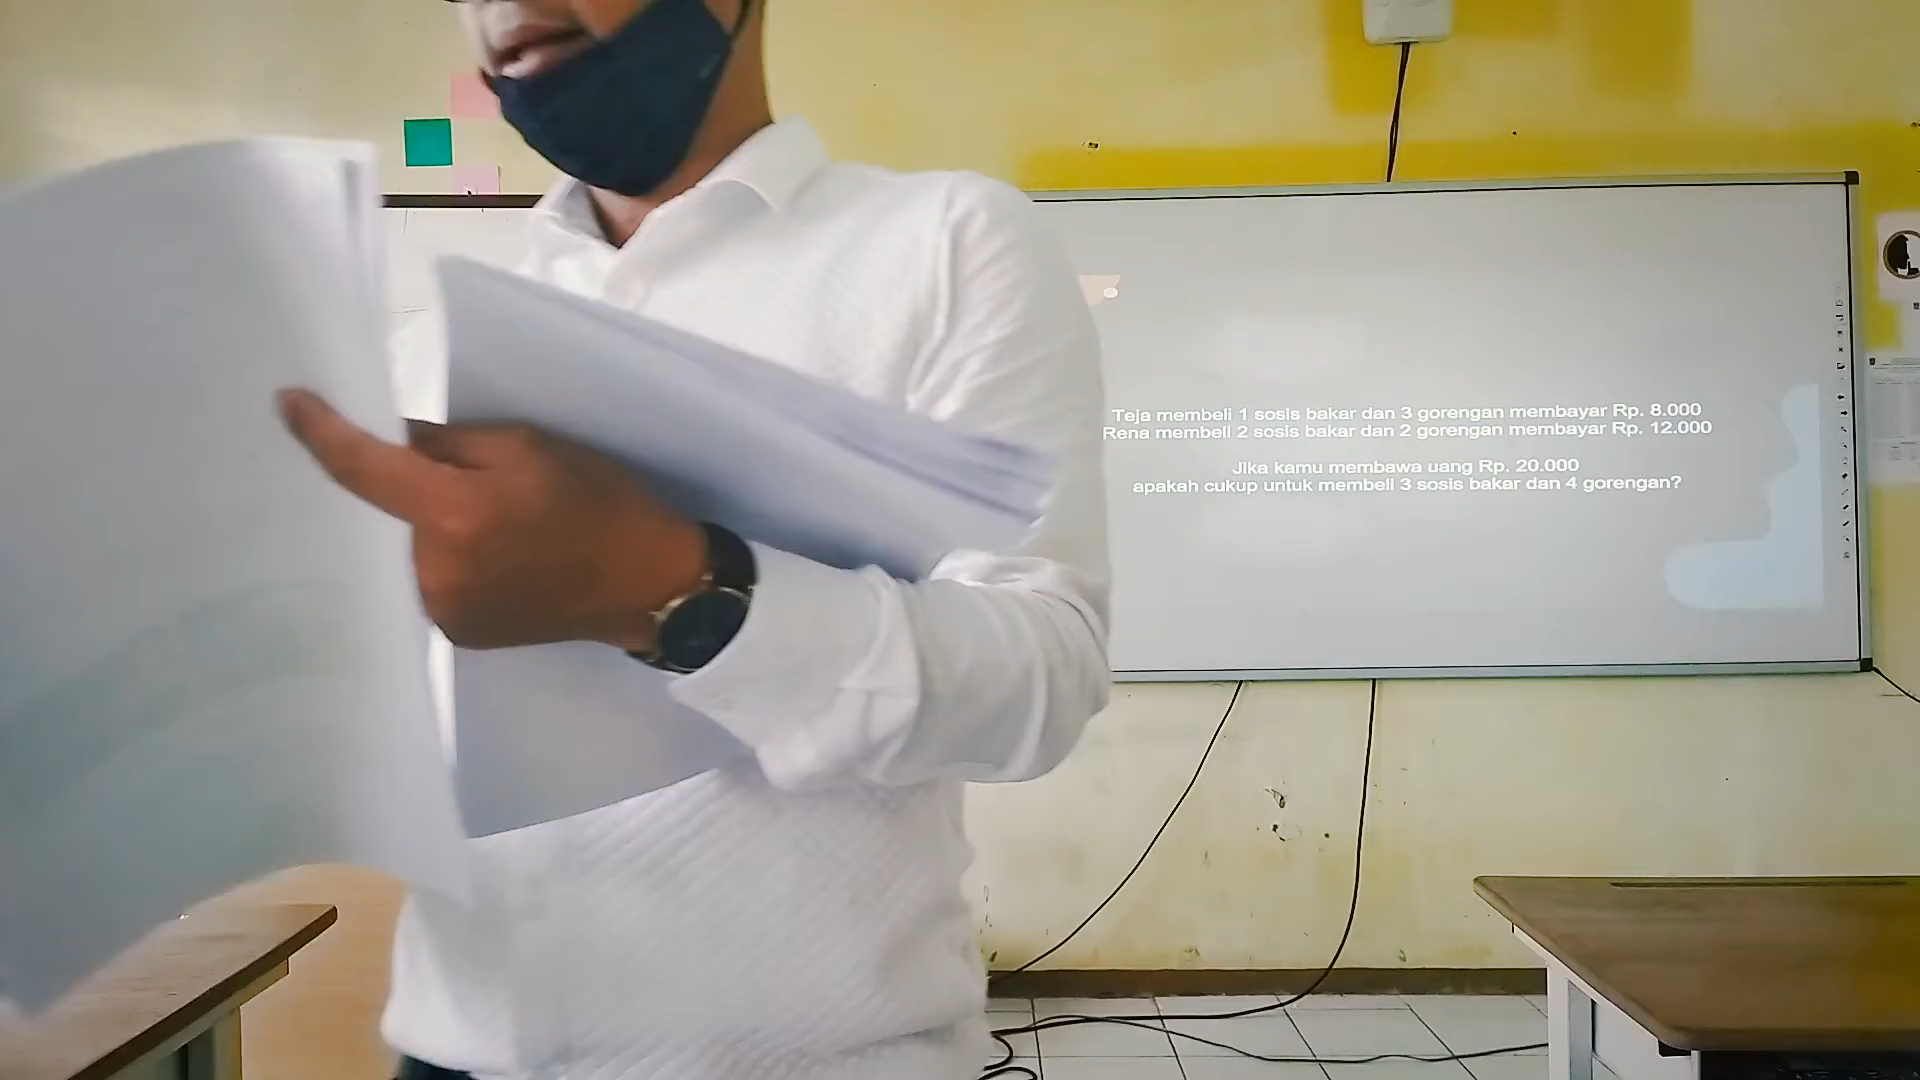 Teja membeli 1 sosis bakar dan 3 gorengan membayar Rp. 8.000
Rena membeli 2 sosis bakar dan 2 gorengan membayar Rp. 12.000
Jika kamu membawa uang Rp. 20.000
apakah cukup untuk membeli 3 sosis bakar dan 4 gorengan?